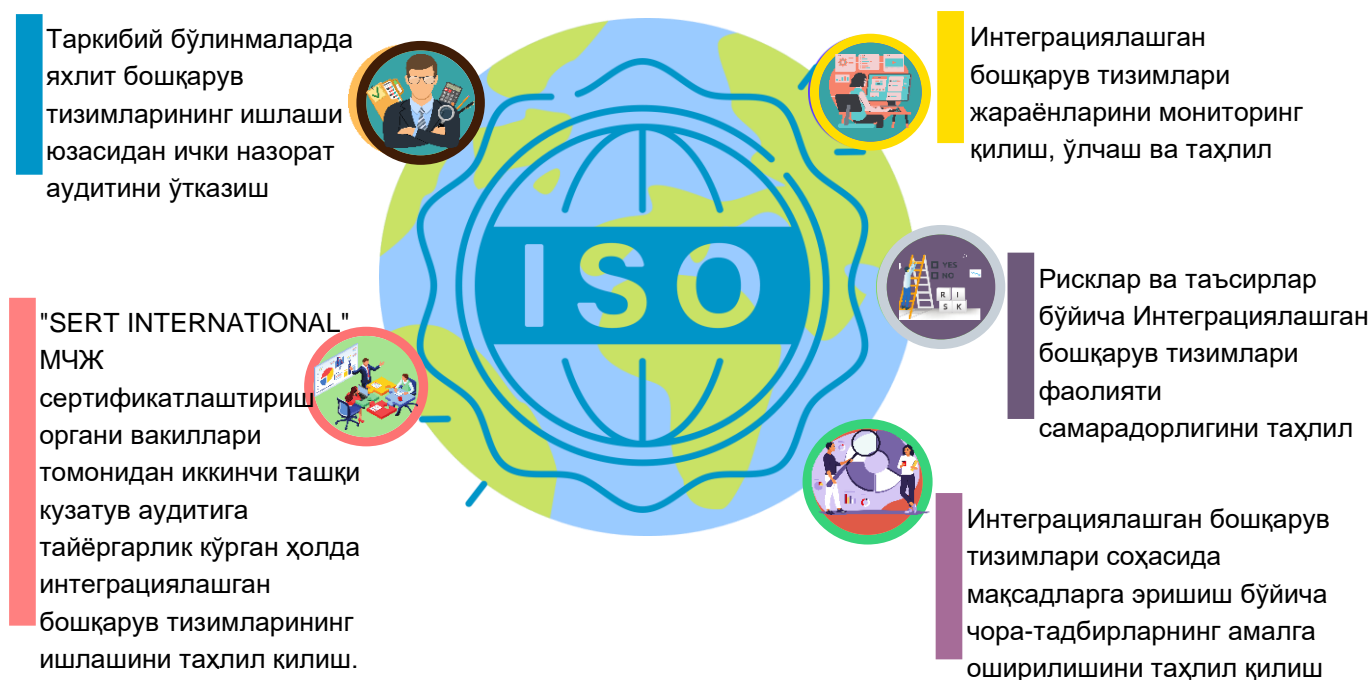 Таркибий бўлинмаларда
яхлит бошқарув
тизимларининг ишлаши
юзасидан ички назорат
аудитини ўтказиш
"SERT INTERNATIONAL"
МЧЖ
сертификатлаштириш
органи вакиллари
томонидан иккинчи ташқи
кузатув аудитига
тайёргарлик кўрган ҳолда
интеграциялашган
бошқарув тизимларининг
ишлашини таҳлил қилиш.
ISO
Интеграциялашган
бошқарув тизимлари
жараёнларини мониторинг
қилиш, ўлчаш ва таҳлил
YES
NO
R I
S K
Рисклар ва таъсирлар
бўйича Интеграциялашган
бошқарув тизимлари
фаолияти
самарадорлигини таҳлил
Интеграциялашган бошқарув
тизимлари соҳасида
мақсадларга эришиш бўйича
чора-тадбирларнинг амалга
оширилишини таҳлил қилиш